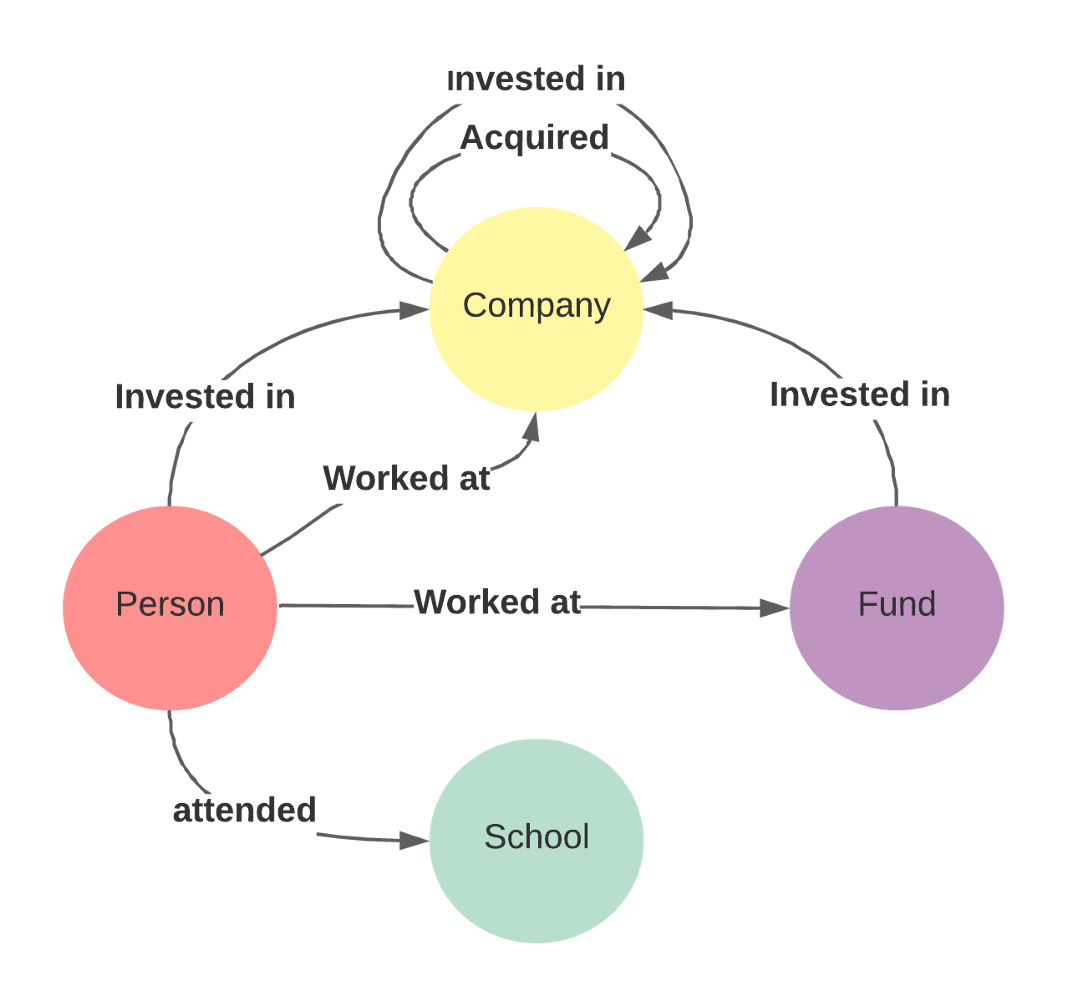 Invested in
Acquired
Company
Invested in
Invested in
Worked at
Person
Worked at
Fund
attended
School